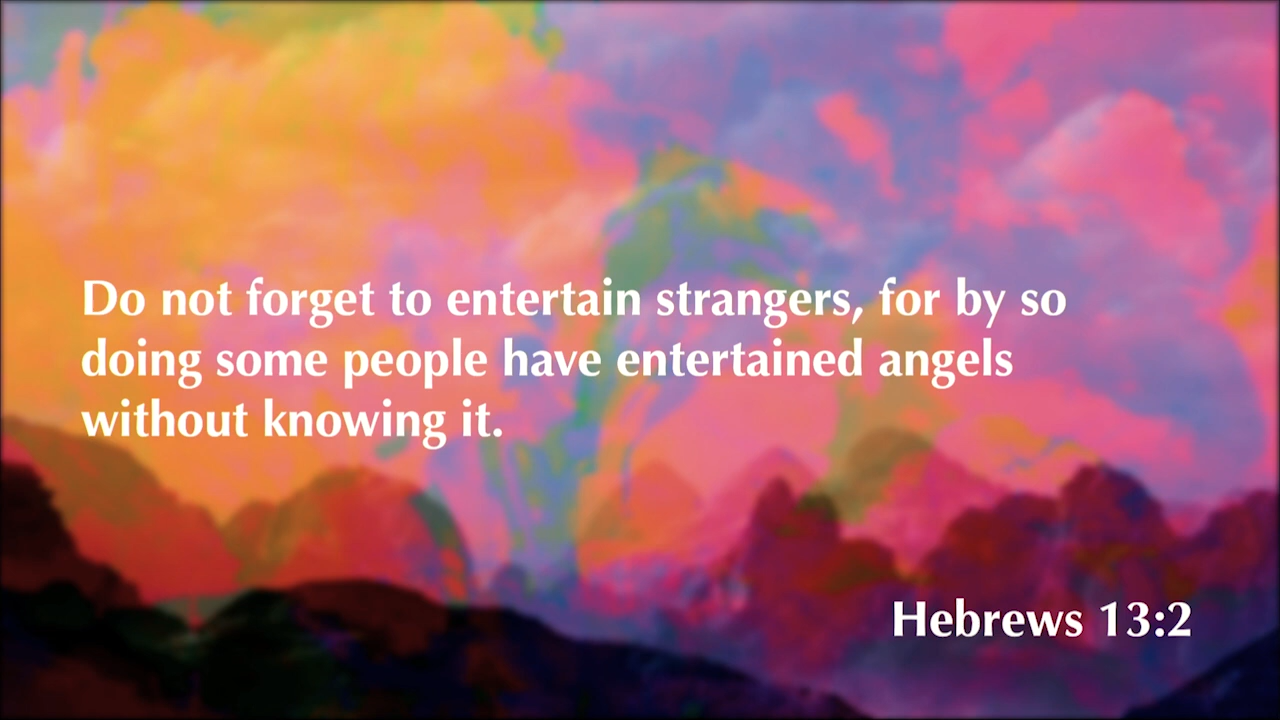 Do not forget to entertain strangers, for by so
doing some people have entertained angels
without knowing it.
Hebrews 13:2